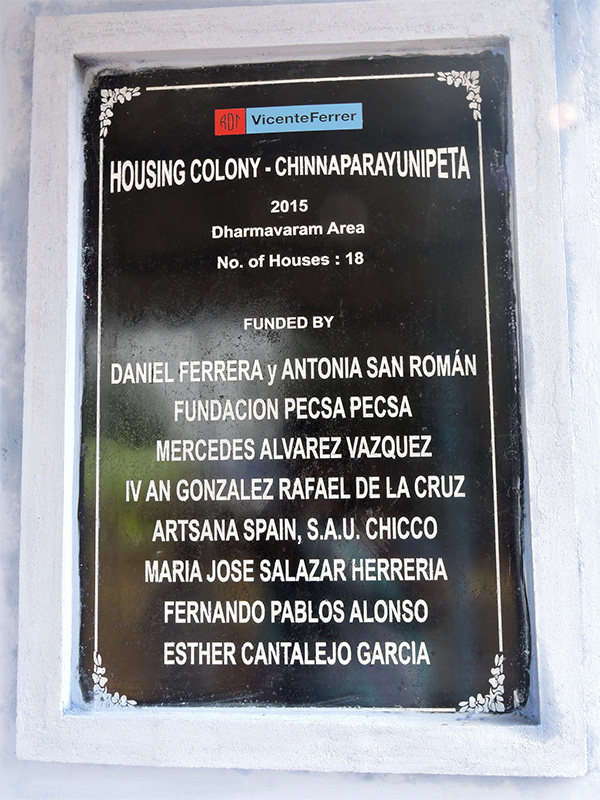 RDT VicenteFerrer
HOUSING COLONY - CHINNAPARAYUNIPETA
2015
Dharmavaram Area
No. of Houses : 18
FUNDED BY
DANIEL FERRERA y ANTONIA SAN ROMÁN
FUNDACION PECSA PECSA
MERCEDES ALVAREZ VAZQUEZ
IV AN GONZALEZ RAFAEL DE LA CRUZ
ARTSANA SPAIN, S.A.U. CHICCO
MARIA JOSE SALAZAR HERRERIA
FERNANDO PABLOS ALONSO
ESTHER CANTALEJO GARCIA